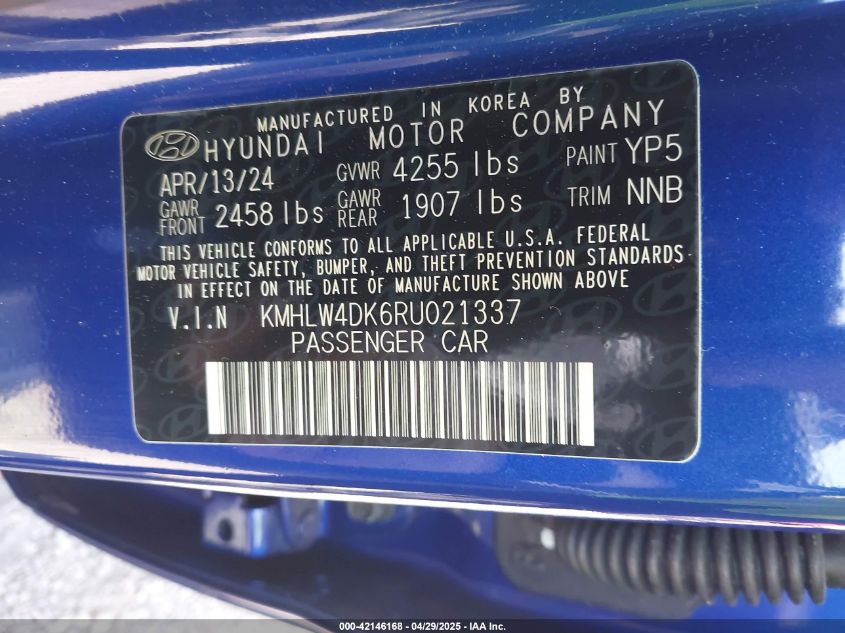 MANUFACTURED IN KOREA BY
HYUNDAI MOTOR COMPANY
APR/13/24 GVWR 4255 lbs PAINT YP5
GAWR FRONT 2458 lbs GAWR REAR 1907 lbs TRIM NNB
THIS VEHICLE CONFORMS TO ALL APPLICABLE U.S.A. FEDERAL
MOTOR VEHICLE SAFETY, BUMPER, AND THEFT PREVENTION STANDARDS
IN EFFECT ON THE DATE OF MANUFACTURE SHOWN ABOVE
V.I.N KMHLW4DK6RU021337
PASSENGER CAR
000-42146168 - 04/29/2025 - IAA Inc.